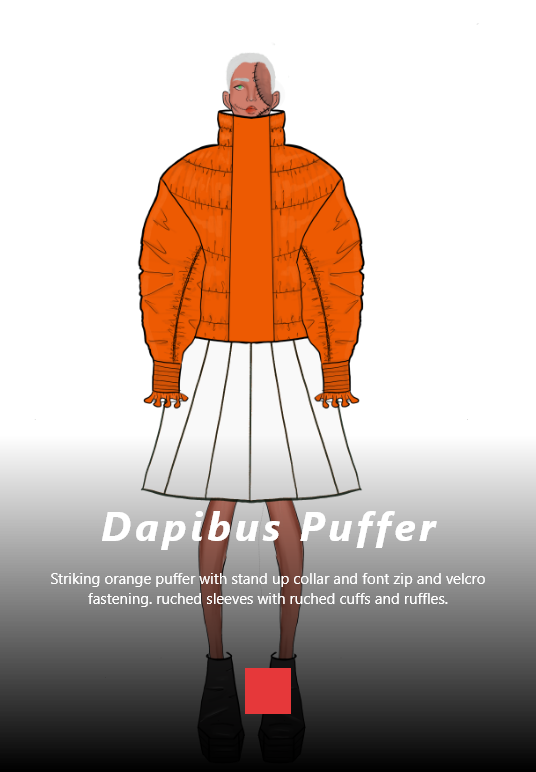 Dapibus Puffer
Striking orange puffer with stand up collar and font zip and velcro
fastening. ruched sleeves with ruched cuffs and ruffles.